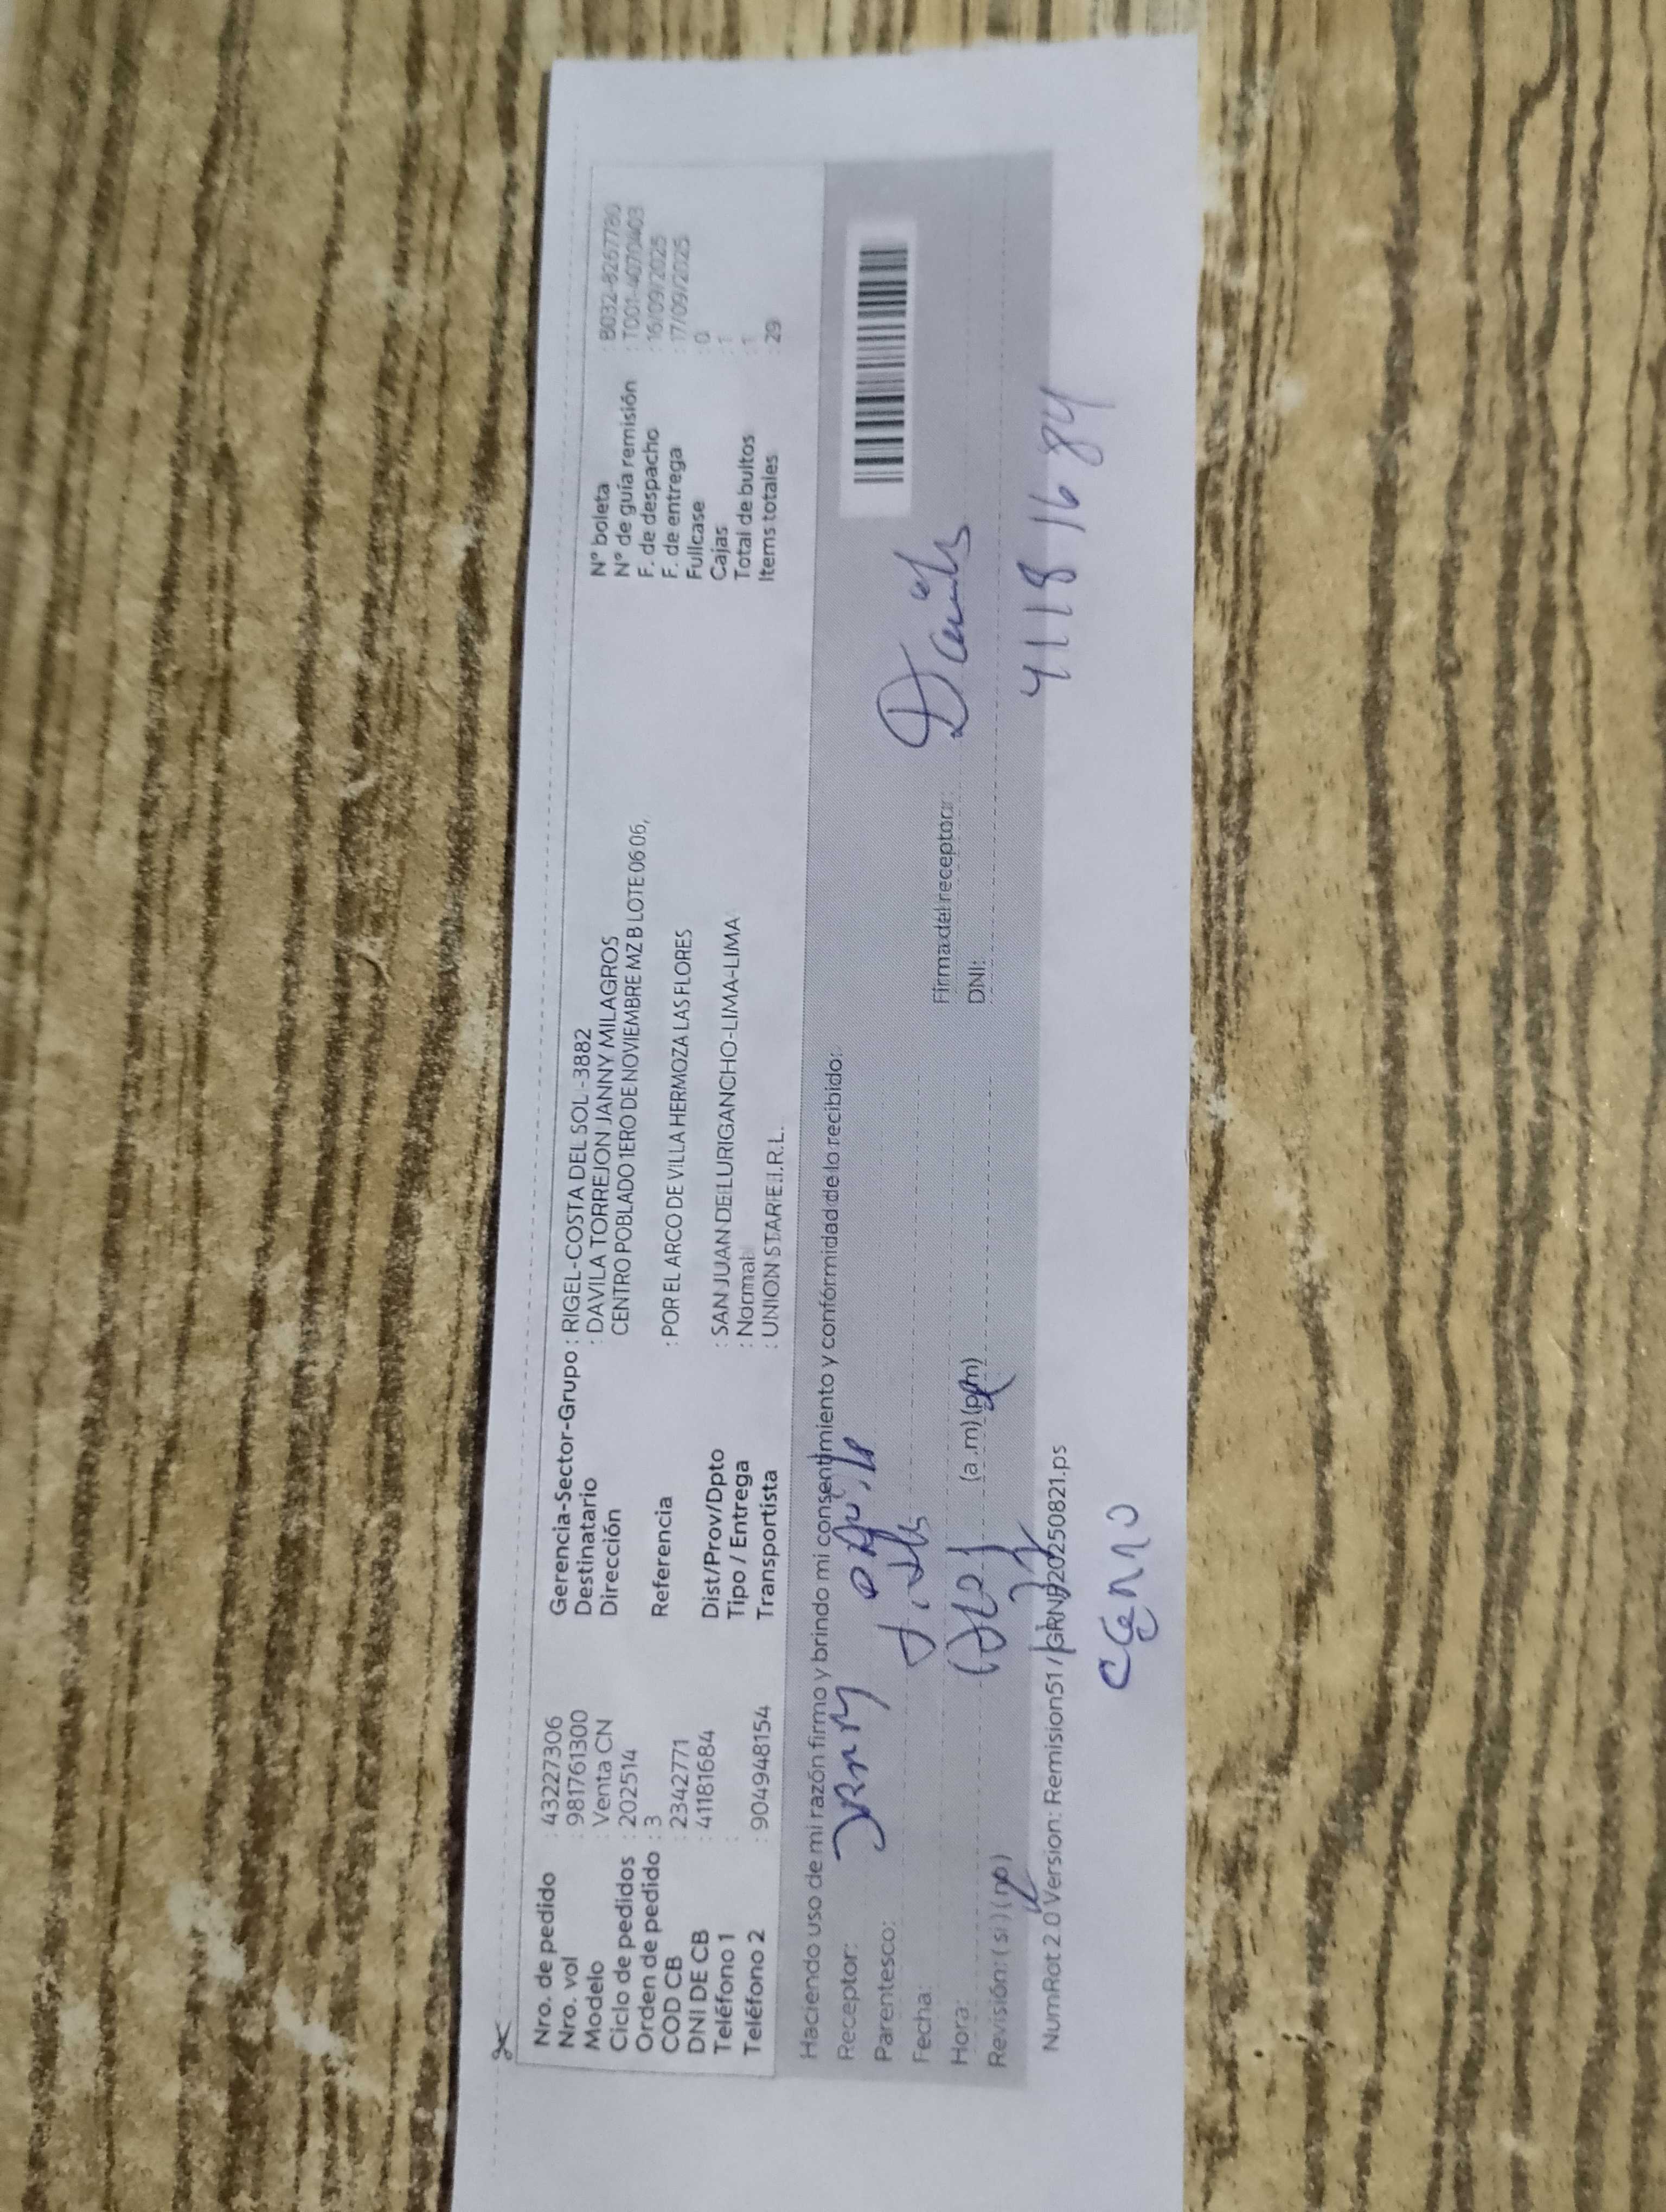 Nro. de pedido : 43227306
Nro. vol : 981761300
Modelo : Venta CN
Ciclo de pedidos : 202514
Orden de pedido : 3
COD CB : 2342771
DNI DE CB : 41181684
Teléfono 1 :
Teléfono 2 : 904948154
Gerencia-Sector-Grupo : RIGEL-COSTA DEL SOL -3882
Destinatario : DAVILA TORREJON JANNY MILAGROS
Dirección CENTRO POBLADO 1ERO DE NOVIEMBRE MZ B LOTE 06 06,
Referencia : POR EL ARCO DE VILLA HERMOZA LAS FLORES
Dist/Prov/Dpto : SAN JUAN DE LURIGANCHO-LIMA-LIMA
Tipo / Entrega : Normal
Transportista : UNION STAR E.I.R.L.
N° boleta : B032-8267780
N° de guía remisión : T001-4070403
F. de despacho : 16/09/2025
F. de entrega : 17/09/2025
Fullcase : 0
Cajas : 1
Total de bultos : 1
Items totales : 29
Haciendo uso de mi razón firmo y brindo mi consentimiento y conformidad de lo recibido:
Receptor:
Parentesco:
Fecha:
Hora: (a .m) (pm)
Revisión: ( si ) ( no )
Firma del receptor:
DNI: 41181684
NumRot 2.0 Version: Remision51 / GRNP20250821.ps